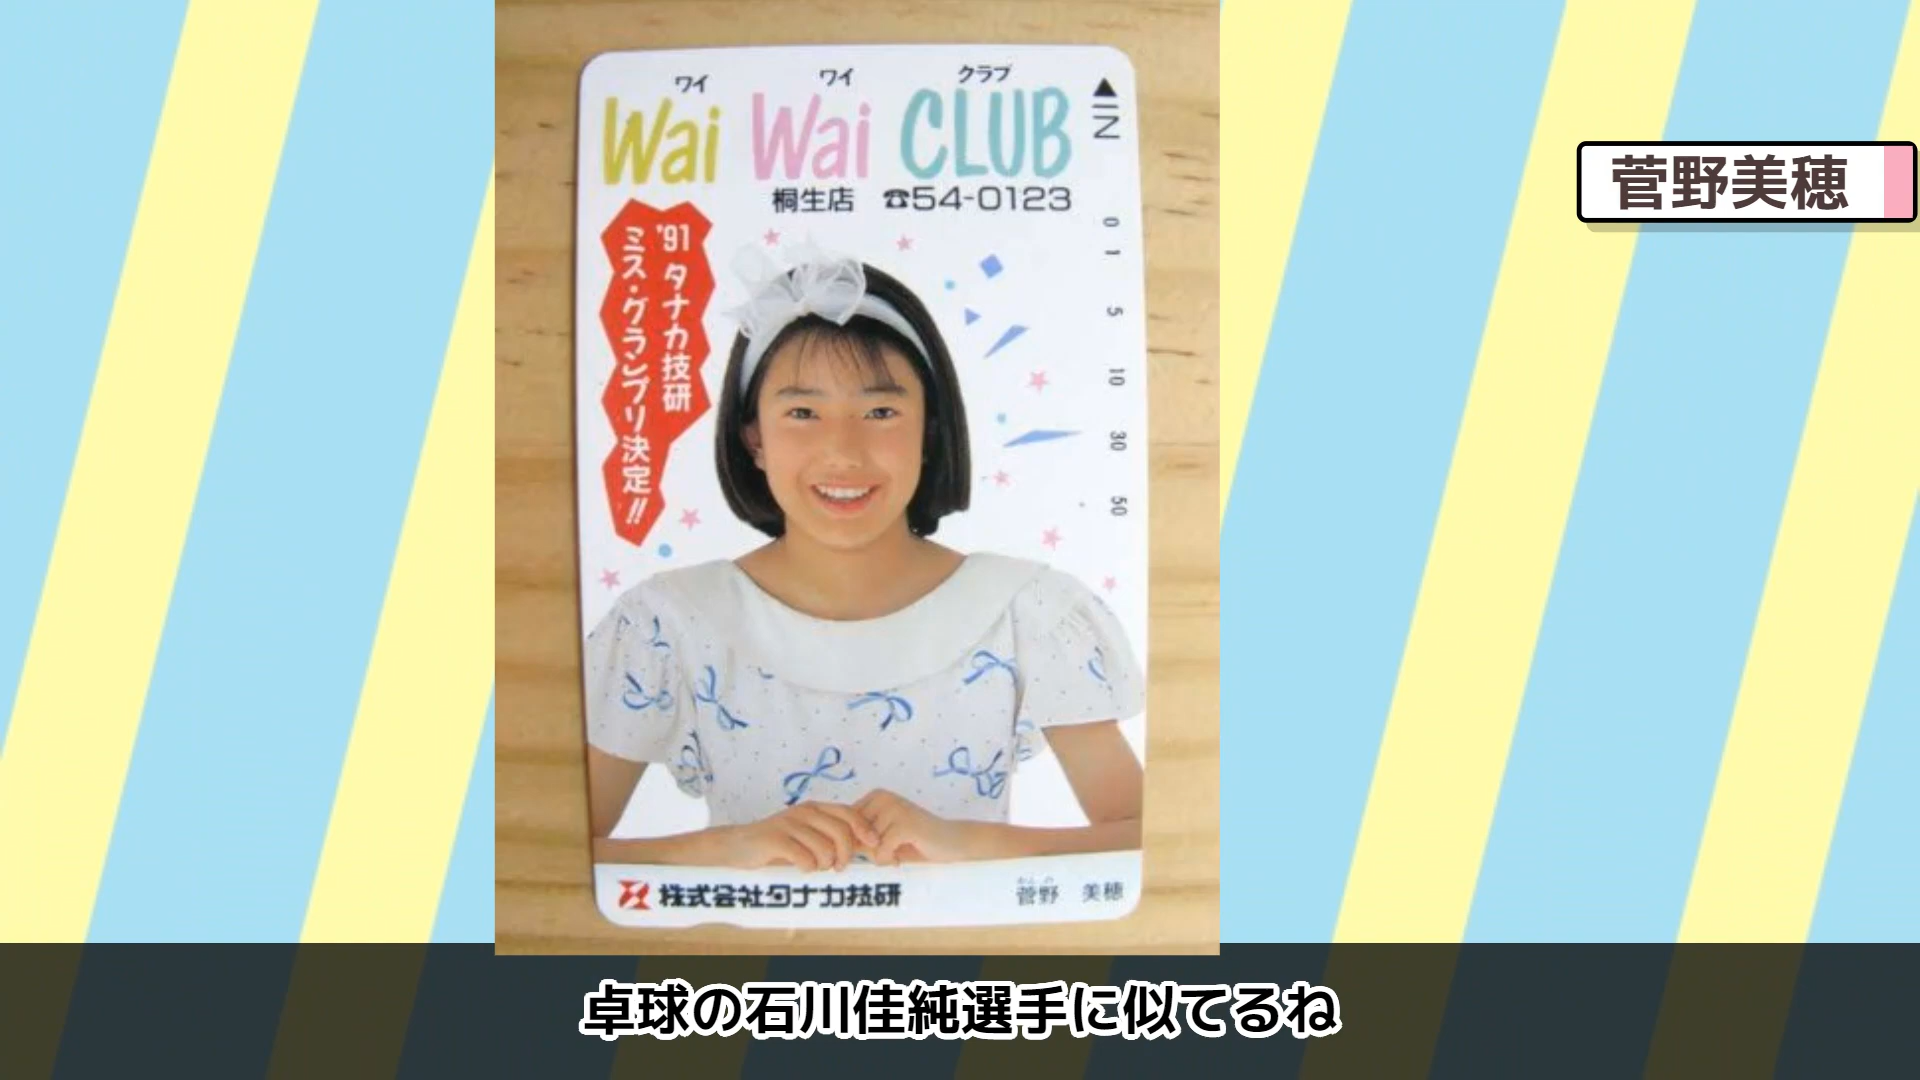 ワイ ワイ クラブ
Wai Wai CLUB
桐生店 ☎54-0123
▲IN
'91 タナカ技研
ミス・グランプリ決定!!
0
1
5
10
30
50
株式会社タナカ技研
かんの
菅野 美穂
菅野美穂
卓球の石川佳純選手に似てるね